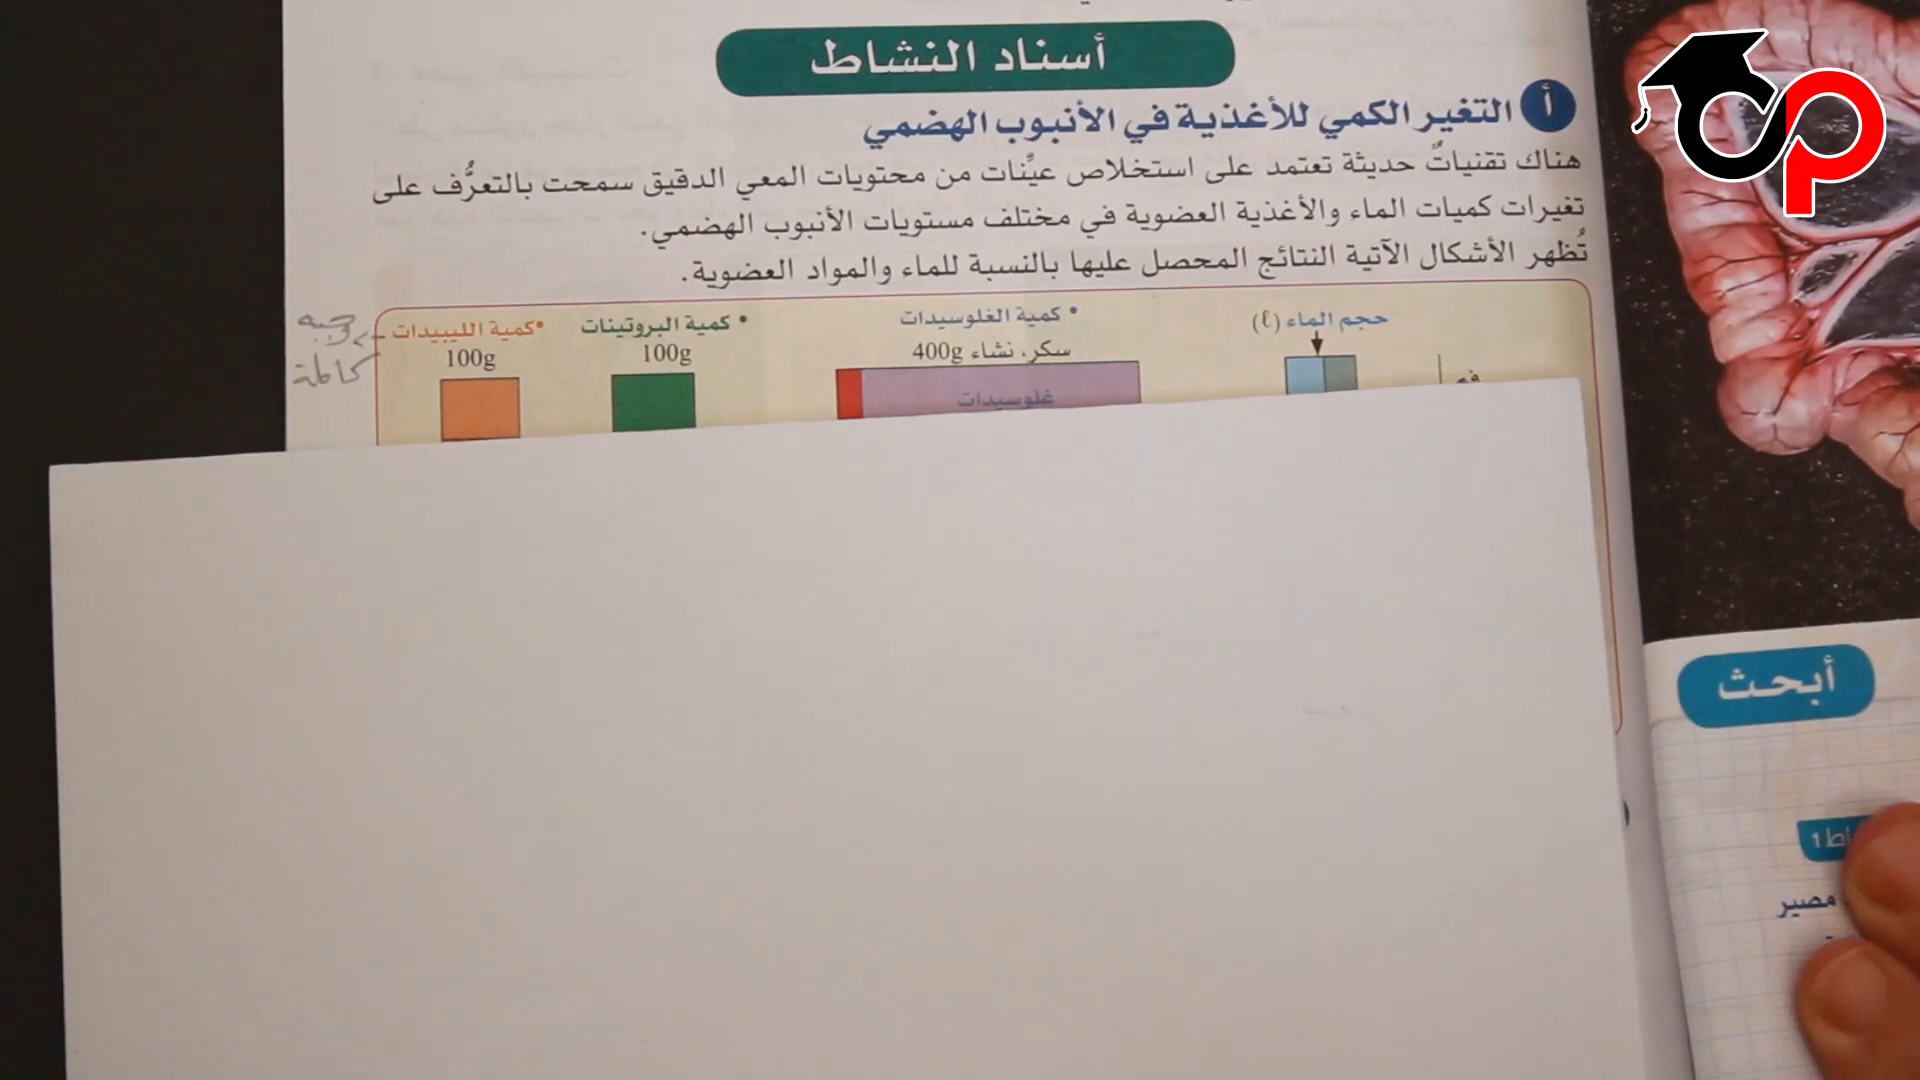 أسناد النشاط
أ التغير الكمي للأغذية في الأنبوب الهضمي
هناك تقنياتٌ حديثة تعتمد على استخلاص عيِّنات من محتويات المعي الدقيق سمحت بالتعرُّف على
تغيرات كميات الماء والأغذية العضوية في مختلف مستويات الأنبوب الهضمي.
تُظهر الأشكال الآتية النتائج المحصل عليها بالنسبة للماء والمواد العضوية.
حجم الماء (ℓ)
• كمية الغلوسيدات
سكر، نشاء 400g
غلوسيدات
• كمية البروتينات
100g
•كمية الليبيدات
100g
وجبة
كاملة
فم
أبحث
مصير